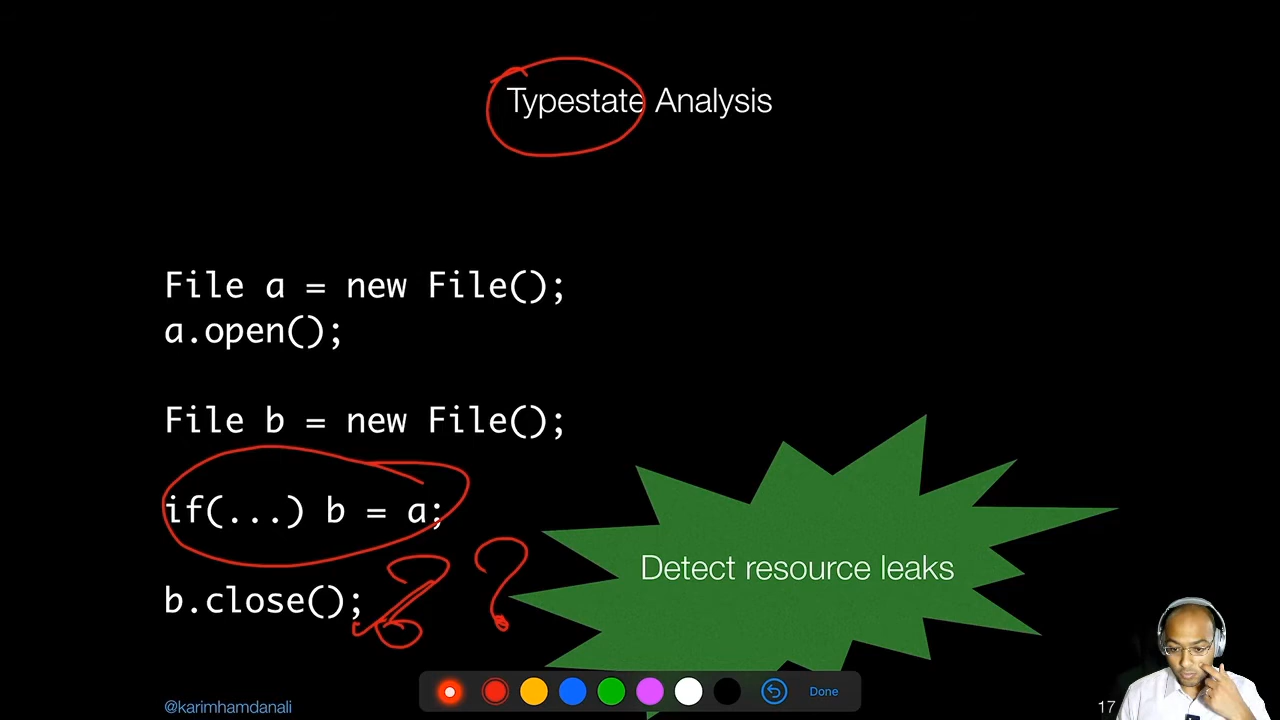 Typestate Analysis
File a = new File();
a.open();
File b = new File();
if(...) b = a;
b.close();
? ?
Detect resource leaks
Done
@karimhamdanali
17